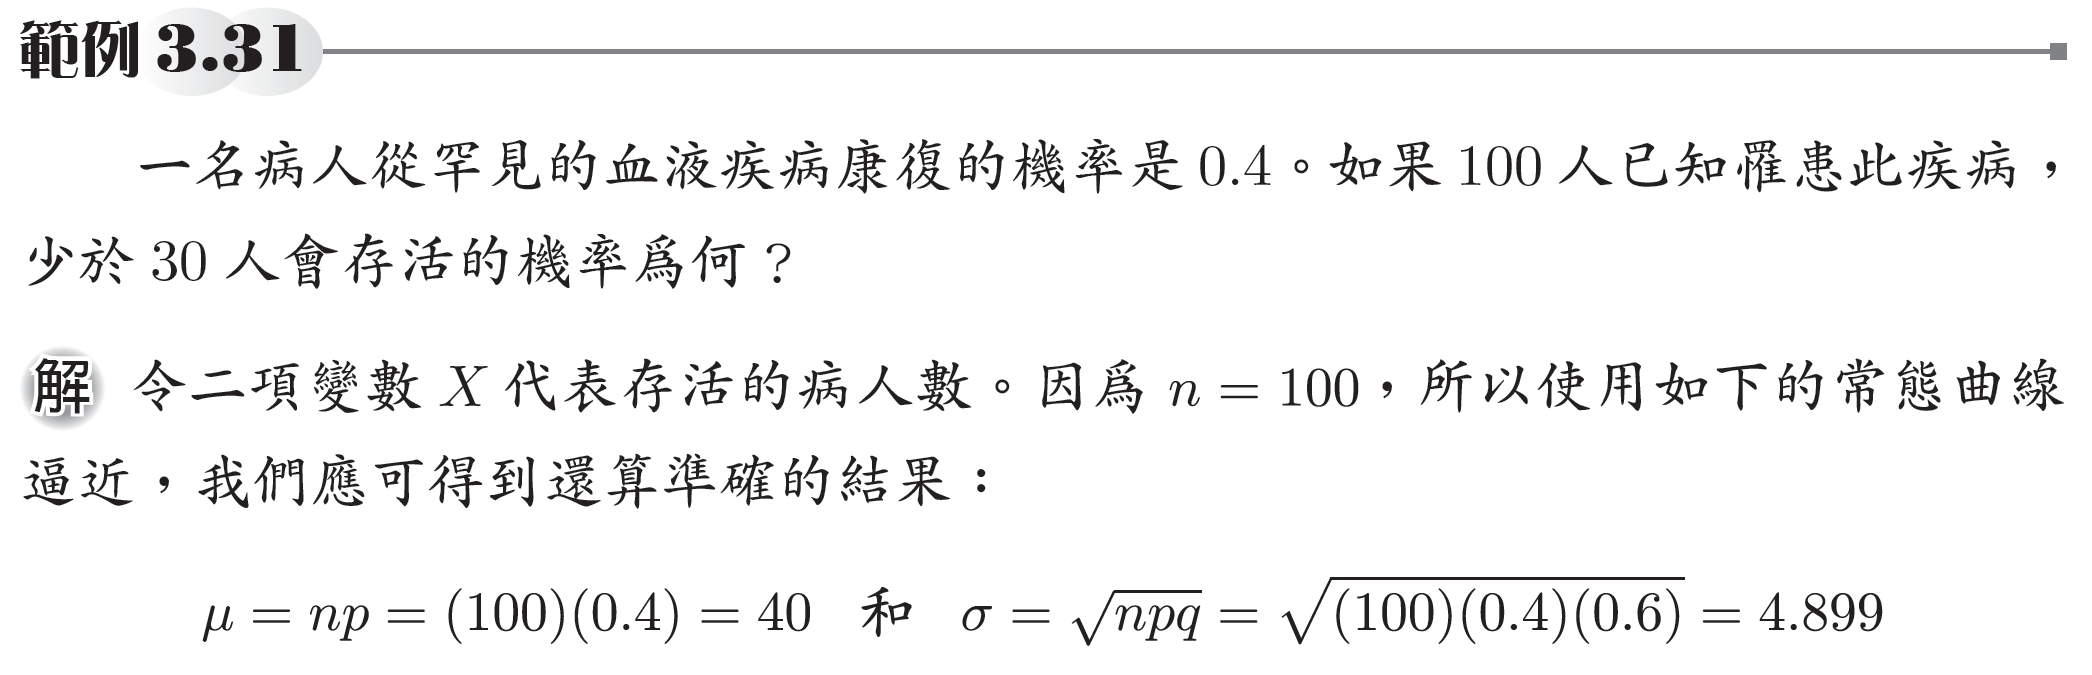 範例 3.31
一名病人從罕見的血液疾病康復的機率是 0.4。如果 100 人已知罹患此疾病，
少於 30 人會存活的機率爲何？
解 令二項變數 X 代表存活的病人數。因爲 n = 100，所以使用如下的常態曲線
逼近，我們應可得到還算準確的結果：
μ = np = (100)(0.4) = 40 和 σ = √npq = √(100)(0.4)(0.6) = 4.899